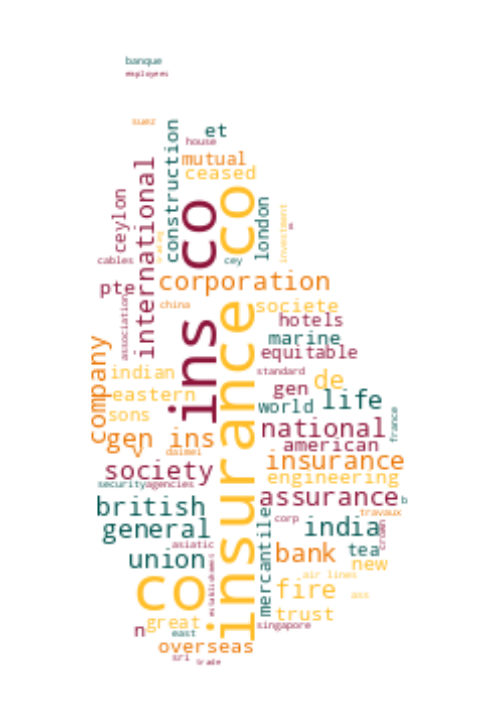 banque
employees
suez
et
house
construction
mutual
ceased
international
ceylon
co
co
london
investment
cables
cey
pte
corporation
china
societe
association
hotels
marine
equitable
company
ins
insurance
indian
standard
de
eastern
gen
sons
world
life
gen ins
v
national
france
daimei
american
society
insurance
securityagencies
engineering
british
assurance
b
general
travaux
corp
india
crown
mercantile
asiatic
union
bank
tea
new
establishment
air lines
co
fire
ass
trust
great
n
east
singapore
overseas
sri
trade